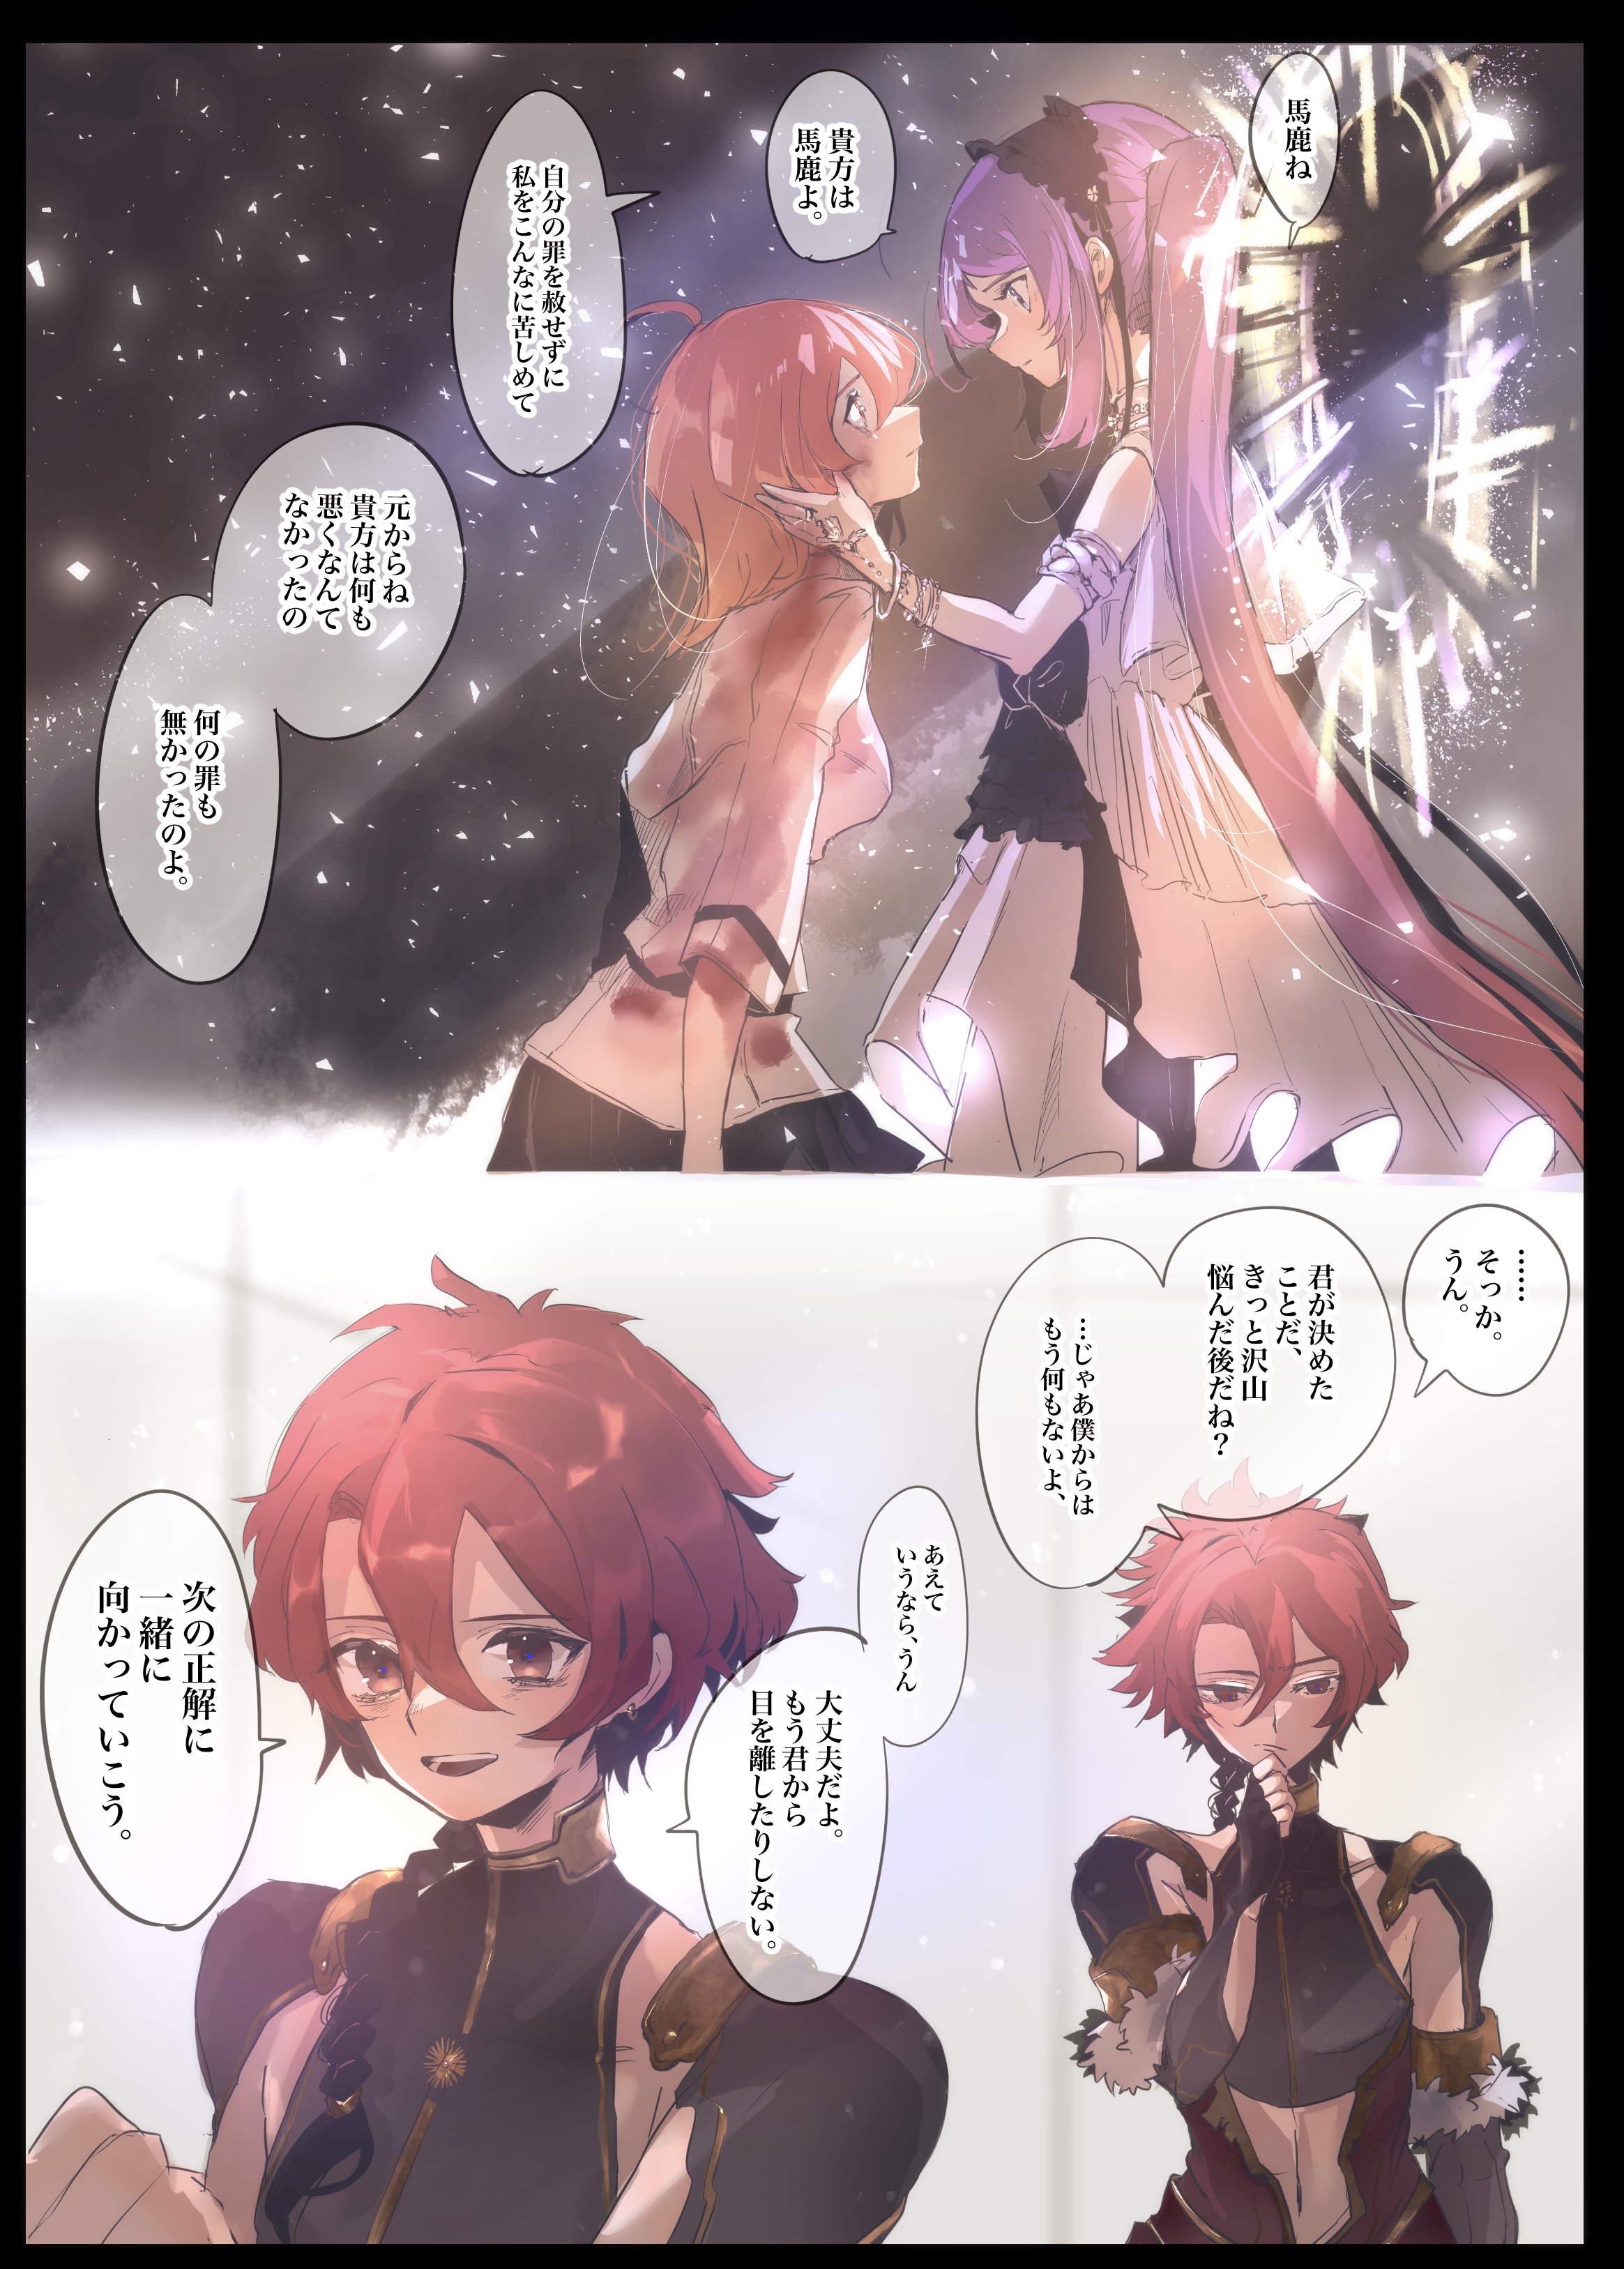 馬鹿ね
貴方は
馬鹿よ。
自分の罪を赦せずに
私をこんなに苦しめて
元からね
貴方は何も
悪くなんて
なかったの
何の罪も
無かったのよ。
……
そっか。
うん。
君が決めた
ことだ、
きっと沢山
悩んだ後だね？
…じゃあ僕からは
もう何もないよ、
あえて
いうなら、うん
大丈夫だよ。
もう君から
目を離したりしない。
次の正解に
一緒に
向かっていこう。